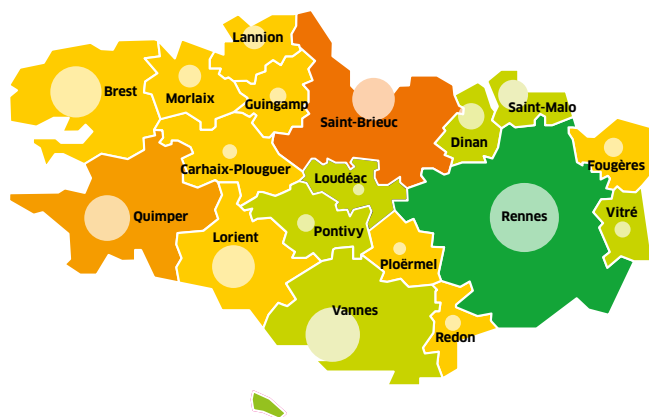 Lannion
Brest
Morlaix
Guingamp
Saint-Malo
Saint-Brieuc
Dinan
Fougères
Carhaix-Plouguer
Loudéac
Vitré
Quimper
Rennes
Pontivy
Lorient
Ploërmel
Vannes
Redon